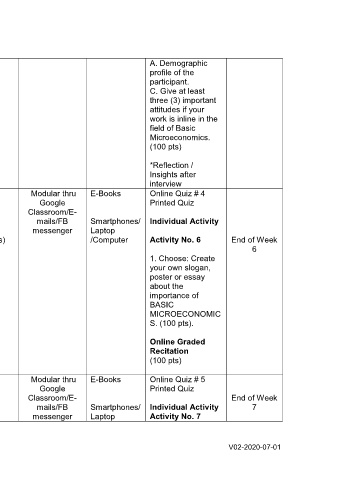 A. Demographic
profile of the
participant.
C. Give at least
three (3) important
attitudes if your
work is inline in the
field of Basic
Microeconomics.
(100 pts)
*Reflection /
Insights after
interview
s)
Modular thru
Google
Classroom/E-
mails/FB
messenger
E-Books
Smartphones/
Laptop
/Computer
Online Quiz # 4
Printed Quiz
Individual Activity
Activity No. 6
1. Choose: Create
your own slogan,
poster or essay
about the
importance of
BASIC
MICROECONOMIC
S. (100 pts).
Online Graded
Recitation
(100 pts)
End of Week
6
Modular thru
Google
Classroom/E-
mails/FB
messenger
E-Books
Smartphones/
Laptop
Online Quiz # 5
Printed Quiz
Individual Activity
Activity No. 7
End of Week
7
V02-2020-07-01